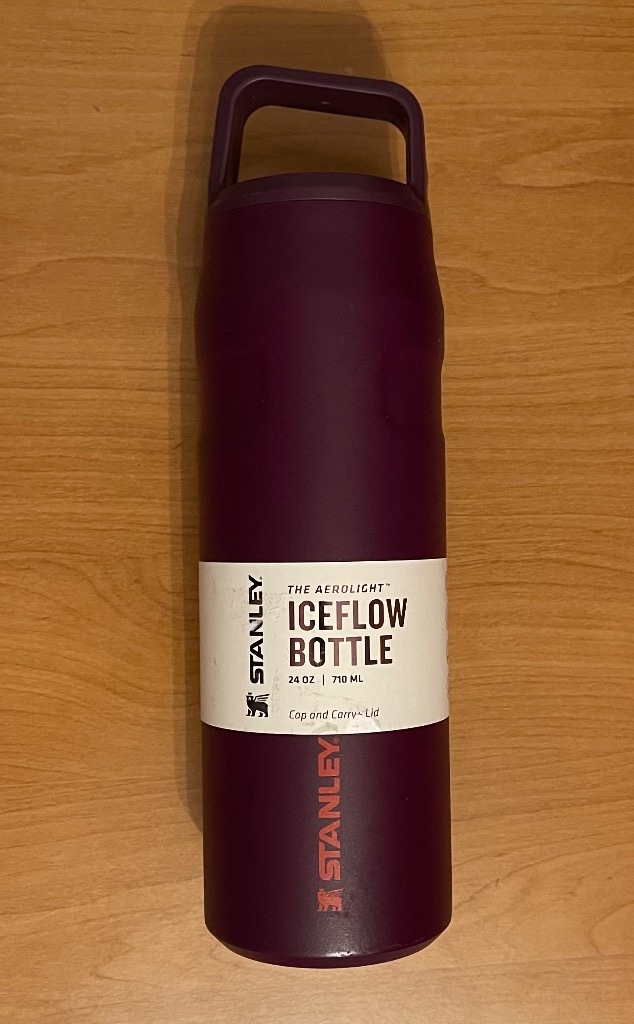 STANLEY.
THE AEROLIGHT™
ICEFLOW
BOTTLE
24 OZ | 710 ML
Cap and Carry™ Lid
STANLEY.